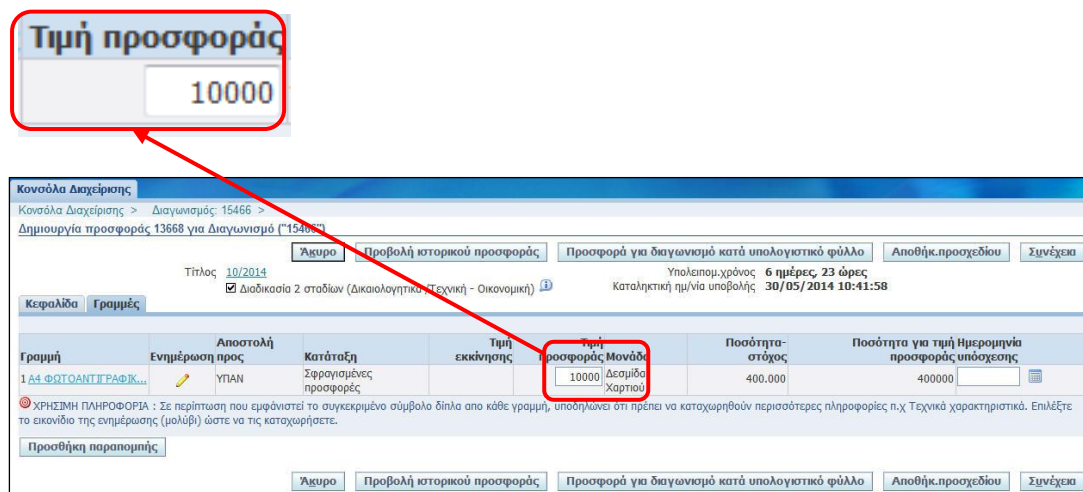 Τιμή προσφοράς
10000
Κονσόλα Διαχείρισης
Κονσόλα Διαχείρισης > Διαγωνισμός: 15466 >
Δημιουργία προσφοράς 13668 για Διαγωνισμό ("15466")
Άκυρο Προβολή ιστορικού προσφοράς Προσφορά για διαγωνισμό κατά υπολογιστικό φύλλο Αποθήκ.προσχεδίου Συνέχεια
Τίτλος 10/2014 Υπολειπομ.χρόνος 6 ημέρες, 23 ώρες
Διαδικασία 2 σταδίων (Δικαιολογητικά /Τεχνική - Οικονομική) Καταληκτική ημ/νία υποβολής 30/05/2014 10:41:58
Κεφαλίδα Γραμμές
Γραμμή Ενημέρωση Αποστολή προς Κατάταξη Τιμή εκκίνησης Τιμή προσφοράς Μονάδα Ποσότητα-στόχος Ποσότητα για τιμή προσφοράς Ημερομηνία υπόσχεσης
1 Α4 ΦΩΤΟΑΝΤΙΓΡΑΦΙΚ... ΥΠΑΝ Σφραγισμένες προσφορές 10000 Δεσμίδα Χαρτιού 400.000 400000
ΧΡΗΣΙΜΗ ΠΛΗΡΟΦΟΡΙΑ : Σε περίπτωση που εμφάνιστεί το συγκεκριμένο σύμβολο δίπλα απο κάθε γραμμή, υποδηλώνει ότι πρέπει να καταχωρηθούν περισσότερες πληροφορίες π.χ Τεχνικά χαρακτηριστικά. Επιλέξτε
το εικονίδιο της ενημέρωσης (μολύβι) ώστε να τις καταχωρήσετε.
Προσθήκη παραπομπής
Άκυρο Προβολή ιστορικού προσφοράς Προσφορά για διαγωνισμό κατά υπολογιστικό φύλλο Αποθήκ.προσχεδίου Συνέχεια